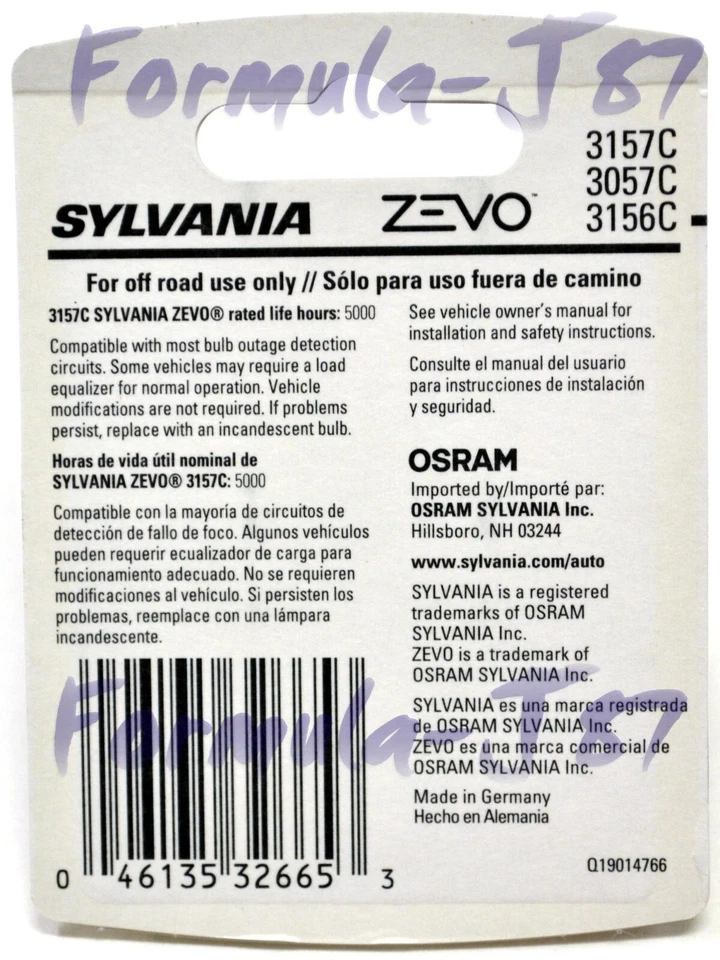 Formula-J87
3157C
3057C
3156C
SYLVANIA ZEVO™
For off road use only // Sólo para uso fuera de camino
3157C SYLVANIA ZEVO® rated life hours: 5000
Compatible with most bulb outage detection
circuits. Some vehicles may require a load
equalizer for normal operation. Vehicle
modifications are not required. If problems
persist, replace with an incandescent bulb.
Horas de vida útil nominal de
SYLVANIA ZEVO® 3157C: 5000
Compatible con la mayoría de circuitos de
detección de fallo de foco. Algunos vehículos
pueden requerir ecualizador de carga para
funcionamiento adecuado. No se requieren
modificaciones al vehículo. Si persisten los
problemas, reemplace con una lámpara
incandescente.
See vehicle owner's manual for
installation and safety instructions.
Consulte el manual del usuario
para instrucciones de instalación
y seguridad.
OSRAM
Imported by/Importé par:
OSRAM SYLVANIA Inc.
Hillsboro, NH 03244
www.sylvania.com/auto
SYLVANIA is a registered
trademarks of OSRAM
SYLVANIA Inc.
ZEVO is a trademark of
OSRAM SYLVANIA Inc.
SYLVANIA es una marca registrada
de OSRAM SYLVANIA Inc.
ZEVO es una marca comercial de
OSRAM SYLVANIA Inc.
Made in Germany
Hecho en Alemania
Formula-J87
0 46135 32665 3
Q19014766